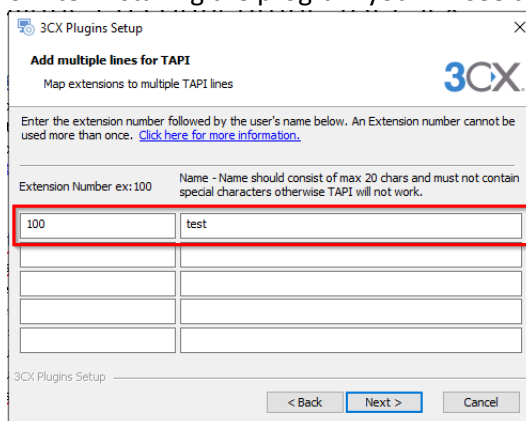 3CX Plugins Setup
Add multiple lines for TAPI
Map extensions to multiple TAPI lines
3CX.
Enter the extension number followed by the user's name below. An Extension number cannot be
used more than once. Click here for more information.
Extension Number ex: 100
Name - Name should consist of max 20 chars and must not contain
special characters otherwise TAPI will not work.
100
test
3CX Plugins Setup
< Back
Next >
Cancel